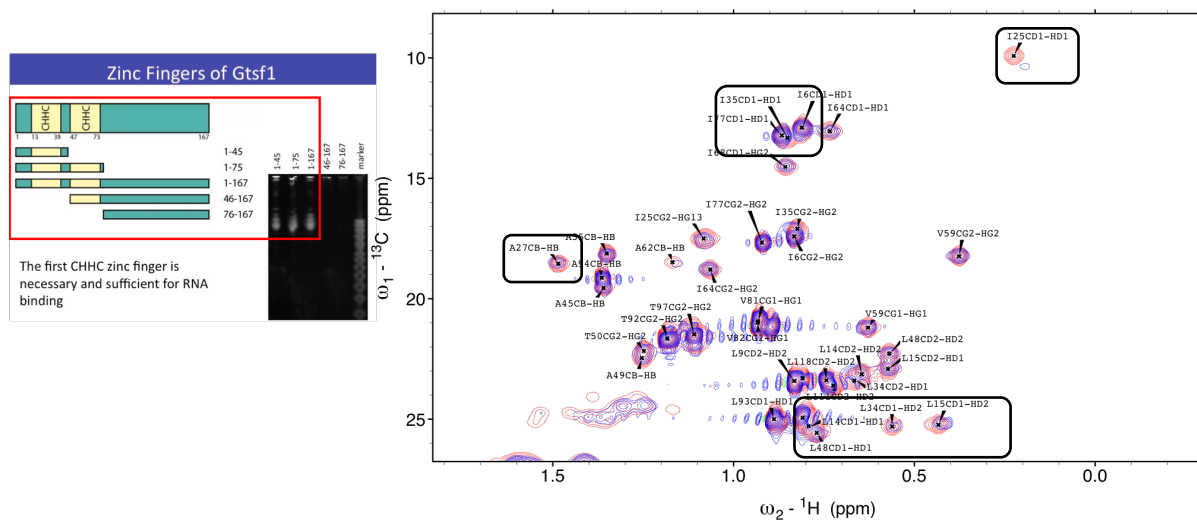 Zinc Fingers of Gtsf1
CHHC
CHHC
1
13
39
47
73
167
1-45
1-75
1-167
46-167
76-167
1-45
1-75
1-167
46-167
76-167
marker
The first CHHC zinc finger is
necessary and sufficient for RNA
binding
ω1 - 13C (ppm)
10
15
20
25
I25CD1-HD1
I35CD1-HD1
I6CD1-HD1
I77CD1-HD1
I64CD1-HD1
I68CD1-HG2
I77CG2-HG2
I35CG2-HG2
I25CG2-HG13
V59CG2-HG2
A27CB-HB
A62CB-HB
I6CG2-HG2
A94CB-HB
I64CG2-HG2
A45CB-HB
T97CG2-HG2
V81CG1-HG1
T92CG2-HG2
V59CG1-HG1
T50CG2-HG2
V82CG1-HG1
L48CD2-HD2
L14CD2-HD2
L9CD2-HD2
L118CD2-HD2
L15CD2-HD1
A49CB-HB
L34CD2-HD1
L93CD1-HD1
L15CD1-HD2
L34CD1-HD2
L14CD1-HD1
L48CD1-HD1
1.5
1.0
0.5
0.0
ω2 - 1H (ppm)